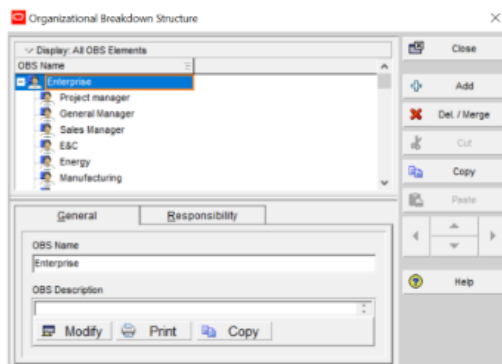 Organizational Breakdown Structure
Display: All OBS Elements
OBS Name
Enterprise
Project manager
General Manager
Sales Manager
E&C
Energy
Manufacturing
General
Responsibility
OBS Name
Enterprise
OBS Description
Modify
Print
Copy
Close
Add
Del. / Merge
Cut
Copy
Paste
Help